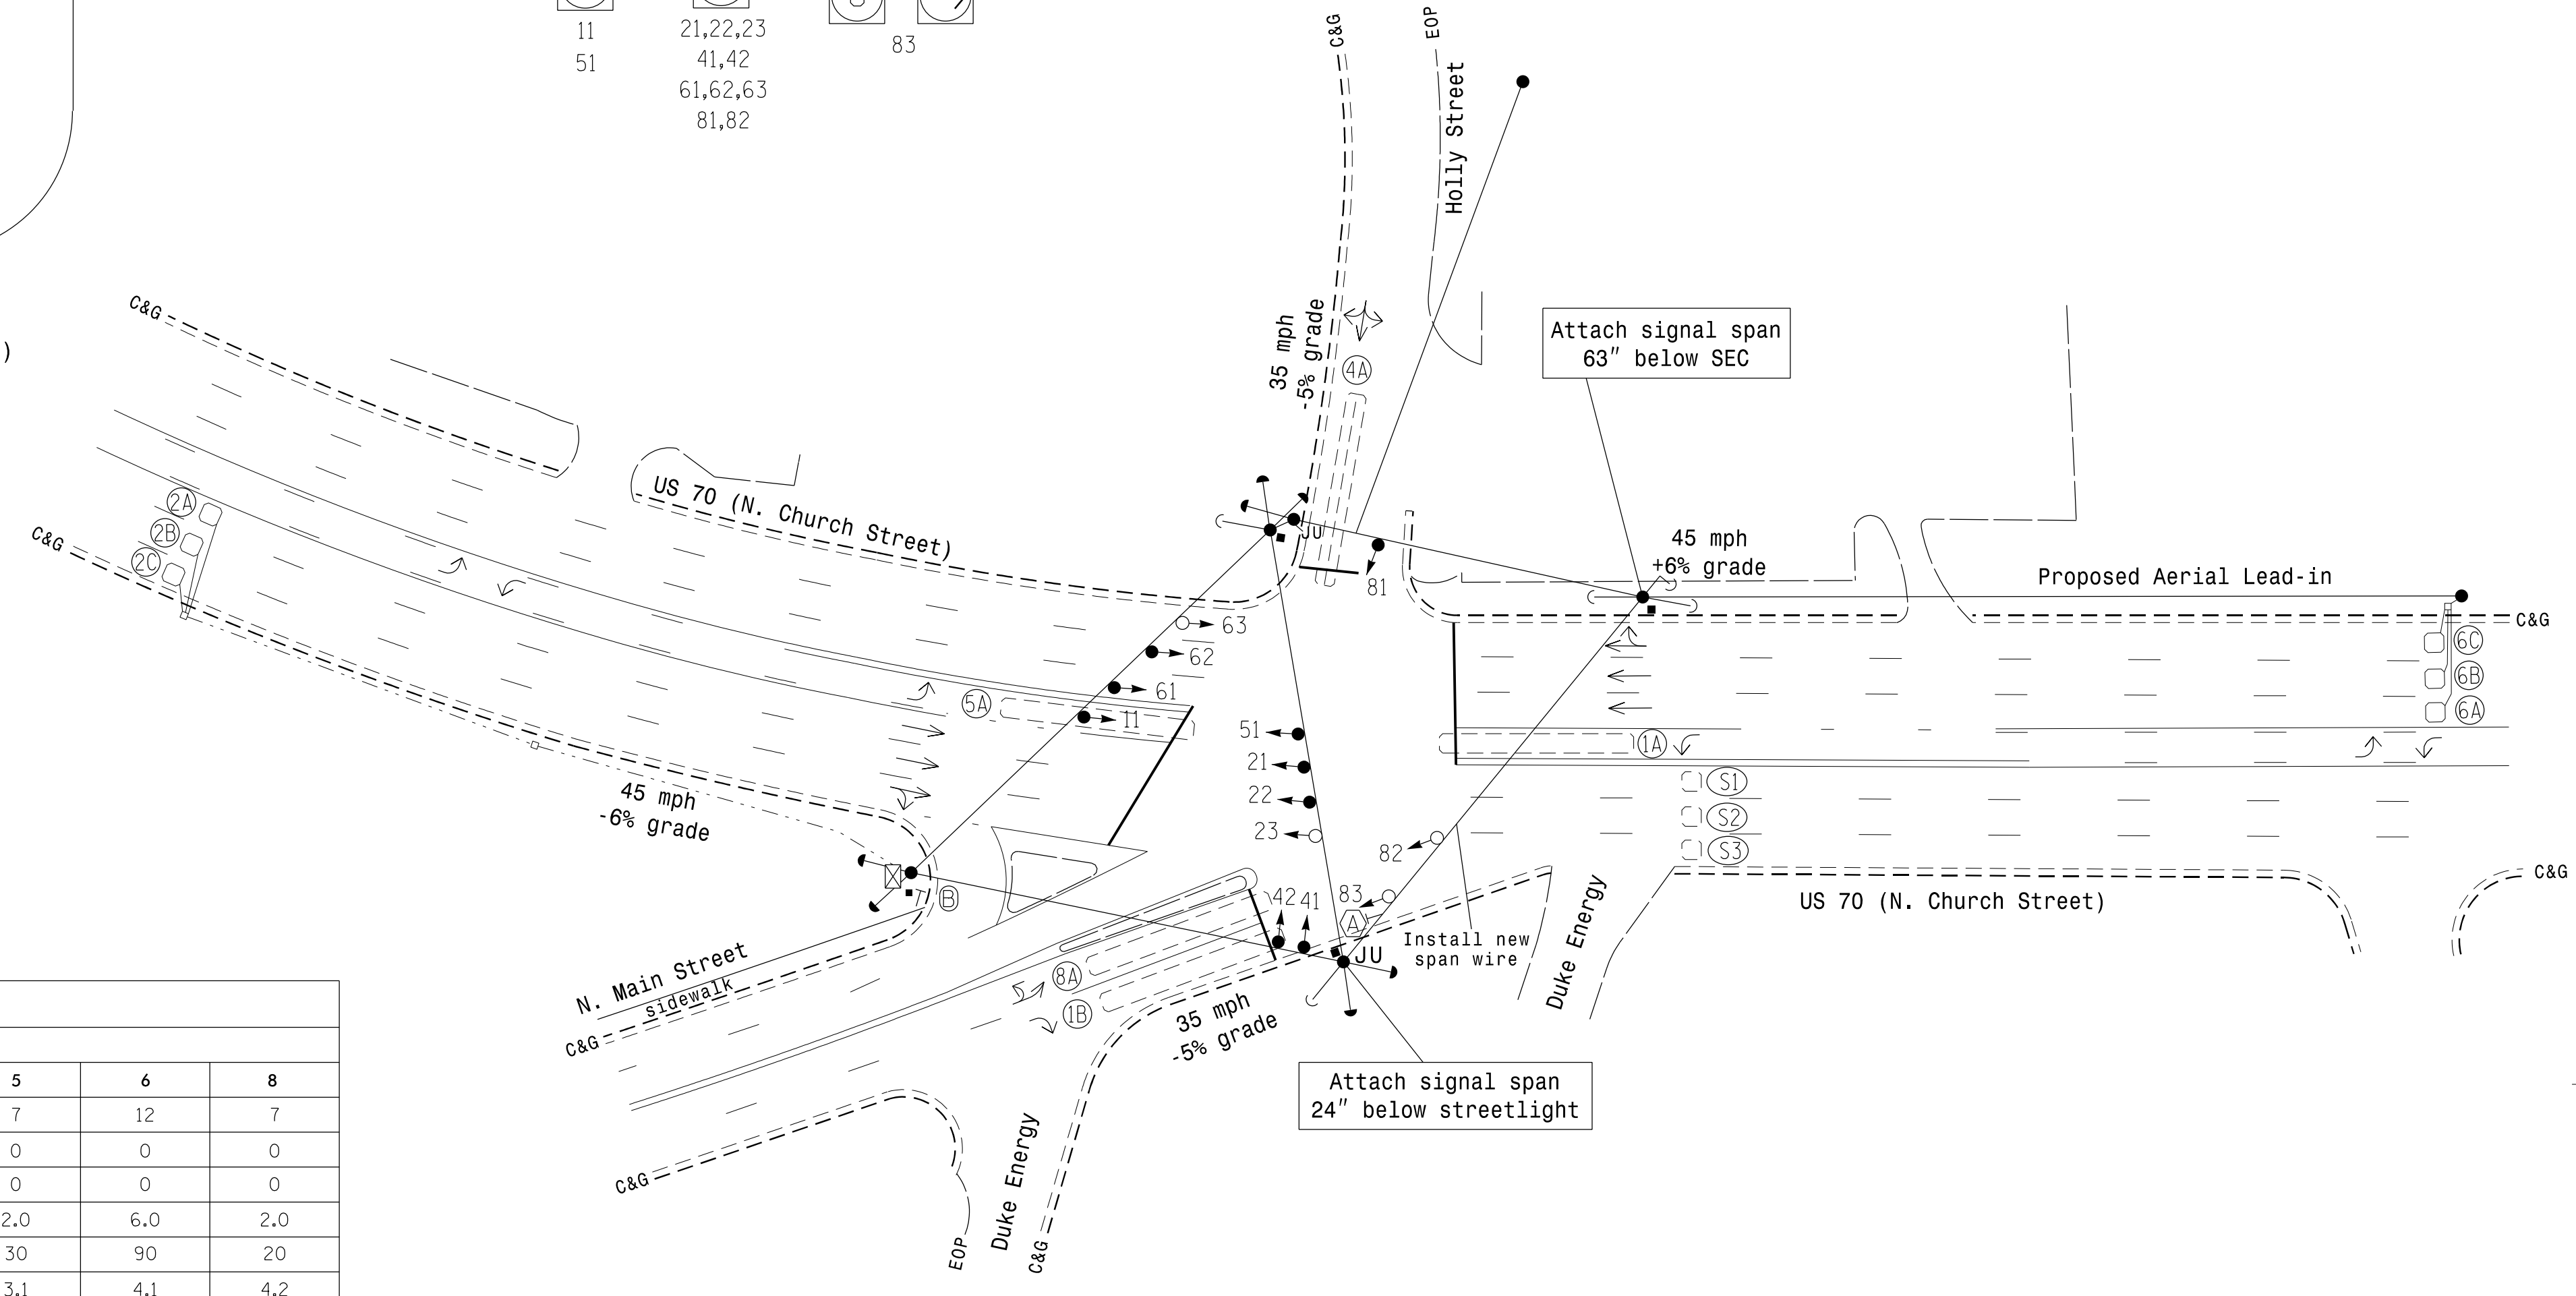 11
51
21,22,23
41,42
61,62,63
81,82
83
C&G
EOP
Holly Street
)
C&G
35 mph
-5% grade
4A
Attach signal span
63" below SEC
US 70 (N. Church Street)
2A
2B
2C
C&G
JU
81
45 mph
+6% grade
Proposed Aerial Lead-in
C&G
63
62
61
11
5A
6C
6B
6A
51
21
22
23
82
1A
S1
S2
S3
45 mph
-6% grade
B
42
41
83
A
JU
Install new
span wire
Duke Energy
US 70 (N. Church Street)
C&G
N. Main Street
sidewalk
C&G
8A
1B
35 mph
-5% grade
Attach signal span
24" below streetlight
C&G
EOP
Duke Energy
C&G
5 6 8
7 12 7
0 0 0
0 0 0
2.0 6.0 2.0
30 90 20
3.1 4.1 4.2